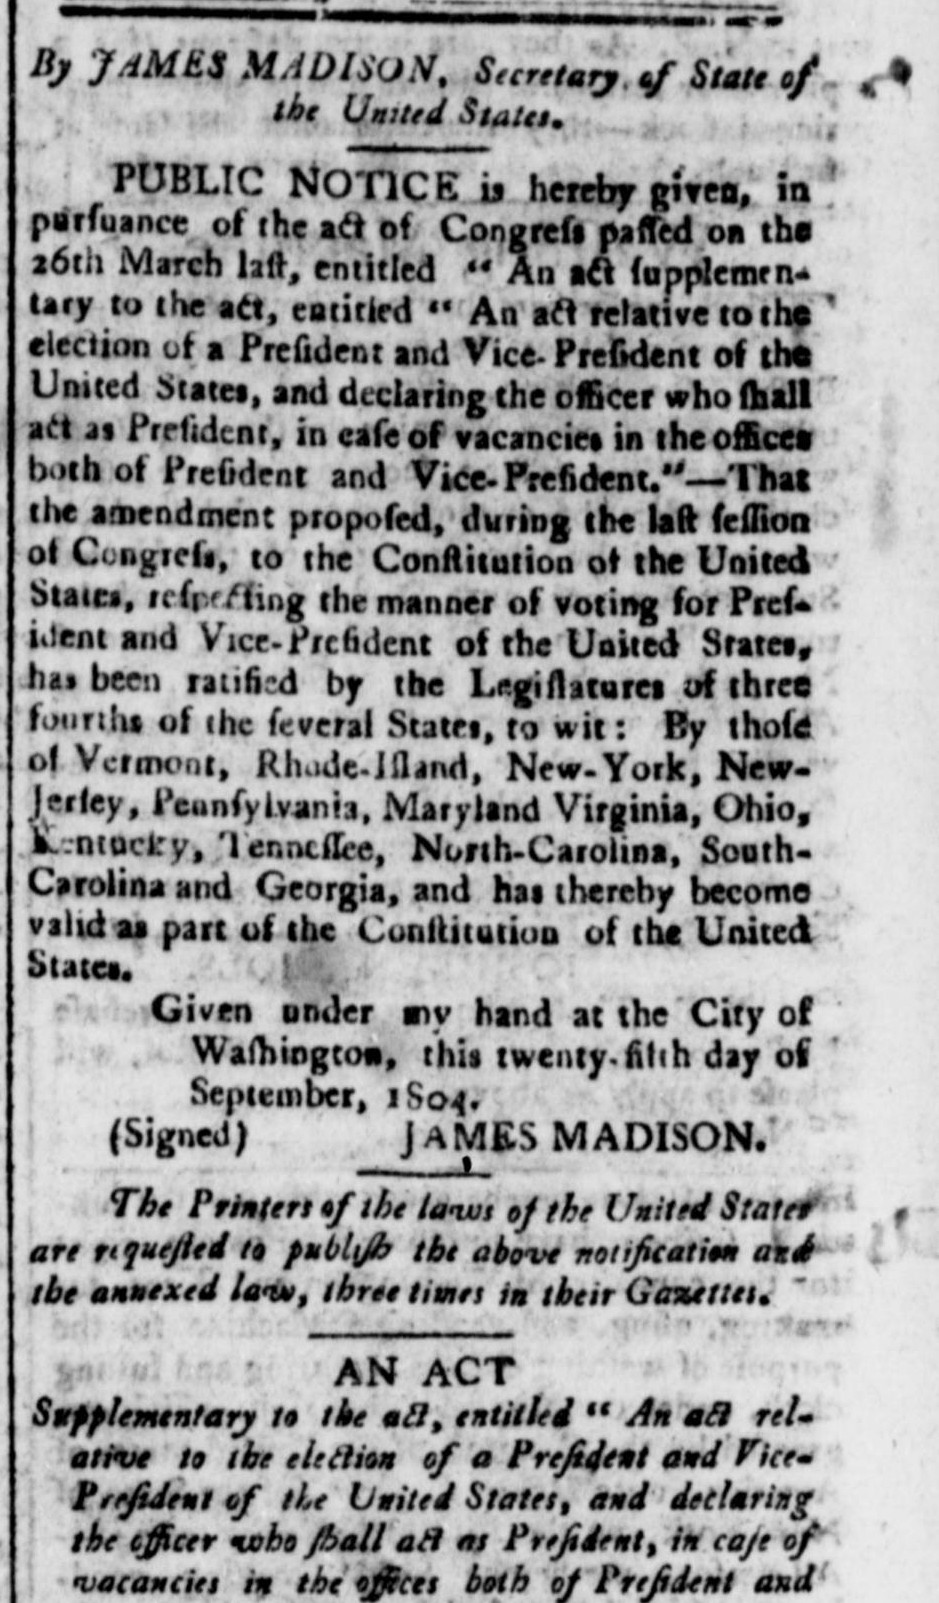 By JAMES MADISON, Secretary of State of
the United States.
PUBLIC NOTICE is hereby given, in
purſuance of the act of Congreſs paſſed on the
26th March laſt, entitled “ An act ſupplemen-
tary to the act, entitled “ An act relative to the
election of a Preſident and Vice-Preſident of the
United States, and declaring the officer who ſhall
act as Preſident, in caſe of vacancies in the offices
both of Preſident and Vice-Preſident."—That
the amendment propoſed, during the laſt ſeſſion
of Congreſs, to the Conſtitution of the United
States, reſpecting the manner of voting for Preſ-
ident and Vice-Preſident of the United States,
has been ratified by the Legiſlatures of three
fourths of the ſeveral States, to wit: By thoſe
of Vermont, Rhode-Iſland, New-York, New-
Jerſey, Pennſylvania, Maryland Virginia, Ohio,
Kentucky, Tenneſſee, North-Carolina, South-
Carolina and Georgia, and has thereby become
valid as part of the Conſtitution of the United
States.
Given under my hand at the City of
Waſhington, this twenty-fifth day of
September, 1804.
(Signed) JAMES MADISON.
The Printers of the laws of the United States
are requeſted to publiſh the above notification and
the annexed law, three times in their Gazettes.
AN ACT
Supplementary to the act, entitled “ An act rel-
ative to the election of a Preſident and Vice-
Preſident of the United States, and declaring
the officer who ſhall act as Preſident, in caſe of
vacancies in the offices both of Preſident and